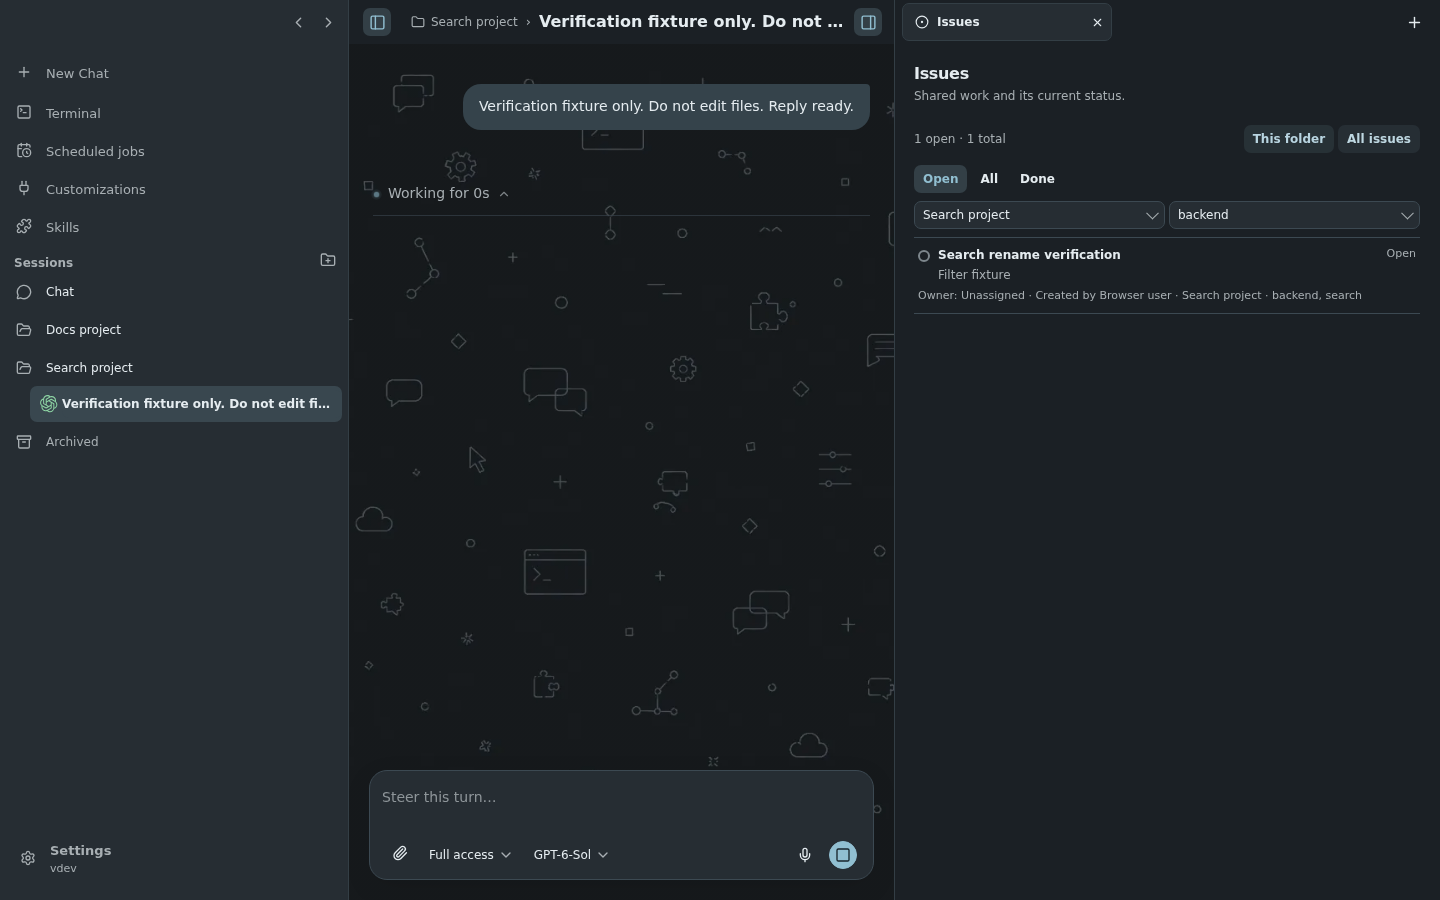 New Chat
Terminal
Scheduled jobs
Customizations
Skills
Sessions
Chat
Docs project
Search project
Verification fixture only. Do not edit fi...
Archived
Settings
vdev
Search project › Verification fixture only. Do not ...
Verification fixture only. Do not edit files. Reply ready.
Working for 0s
Steer this turn...
Full access
GPT-6-Sol
Issues
Issues
Shared work and its current status.
1 open · 1 total
This folder
All issues
Open
All
Done
Search project
backend
Search rename verification
Open
Filter fixture
Owner: Unassigned · Created by Browser user · Search project · backend, search